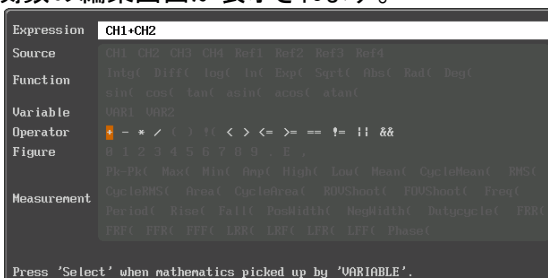 Expression CH1+CH2
Source CH1 CH2 CH3 CH4 Ref1 Ref2 Ref3 Ref4
Function Intg( Diff( log( ln( Exp( Sqrt( Abs( Rad( Deg(
sin( cos( tan( asin( acos( atan(
Variable VAR1 VAR2
Operator + - * / ( ) !( < > <= >= == != || &&
Figure 0 1 2 3 4 5 6 7 8 9 . E ,
Measurement Pk-Pk( Max( Min( Amp( High( Low( Mean( CycleMean( RMS(
CycleRMS( Area( CycleArea( ROVShoot( FOVShoot( Freq(
Period( Rise( Fall( PosWidth( NegWidth( Dutycycle( FRR(
FRF( FFR( FFF( LRR( LRF( LFR( LFF( Phase(
Press 'Select' when mathematics picked up by 'VARIABLE'.